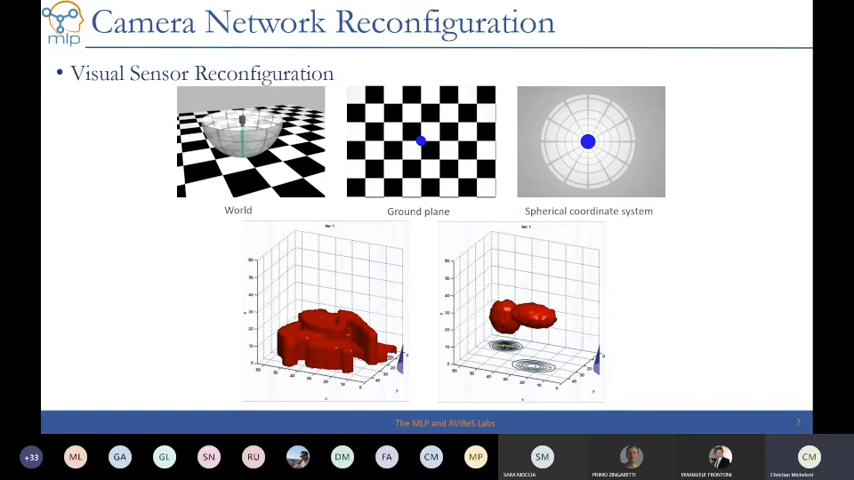 mlp
Camera Network Reconfiguration
• Visual Sensor Reconfiguration
World
Ground plane
Spherical coordinate system
The MLP and AViReS Labs
7
+33
ML
GA
GL
SN
RU
DM
FA
CM
MP
SM
CM
SARA MOCCIA
PRIMO ZINGARETTI
EMANUELE FRONTONI
Christian Micheloni